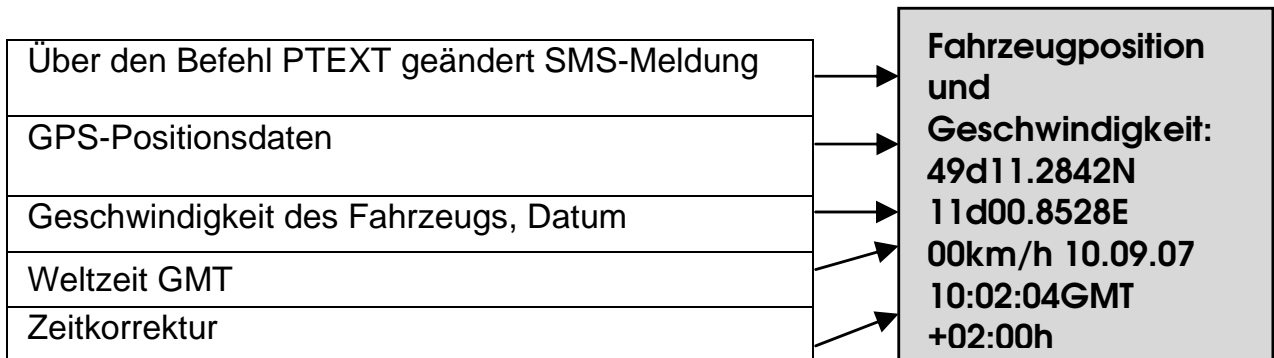 Über den Befehl PTEXT geändert SMS-Meldung
GPS-Positionsdaten
Geschwindigkeit des Fahrzeugs, Datum
Weltzeit GMT
Zeitkorrektur
Fahrzeugposition
und
Geschwindigkeit:
49d11.2842N
11d00.8528E
00km/h 10.09.07
10:02:04GMT
+02:00h